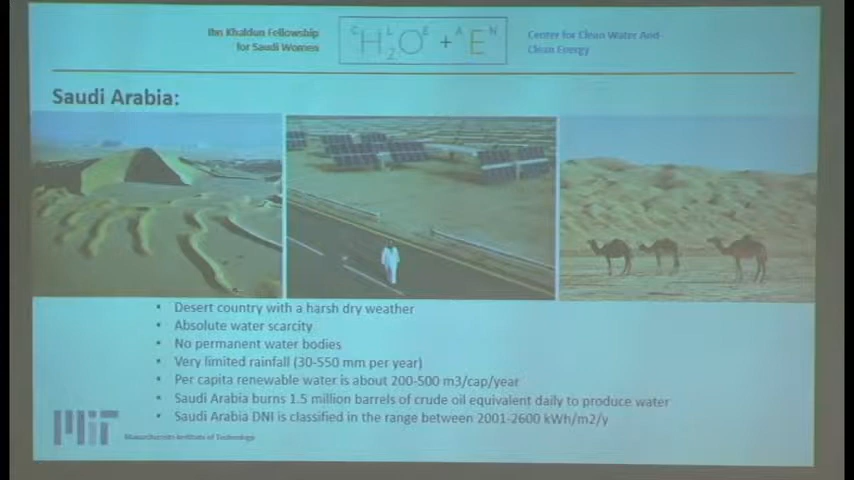 Ibn Khaldun Fellowship
for Saudi Women
CLEAN
H2O + E
Center for Clean Water And
Clean Energy
Saudi Arabia:
▪ Desert country with a harsh dry weather
▪ Absolute water scarcity
▪ No permanent water bodies
▪ Very limited rainfall (30-550 mm per year)
▪ Per capita renewable water is about 200-500 m3/cap/year
▪ Saudi Arabia burns 1.5 million barrels of crude oil equivalent daily to produce water
▪ Saudi Arabia DNI is classified in the range between 2001-2600 kWh/m2/y
MIT
Massachusetts Institute of Technology